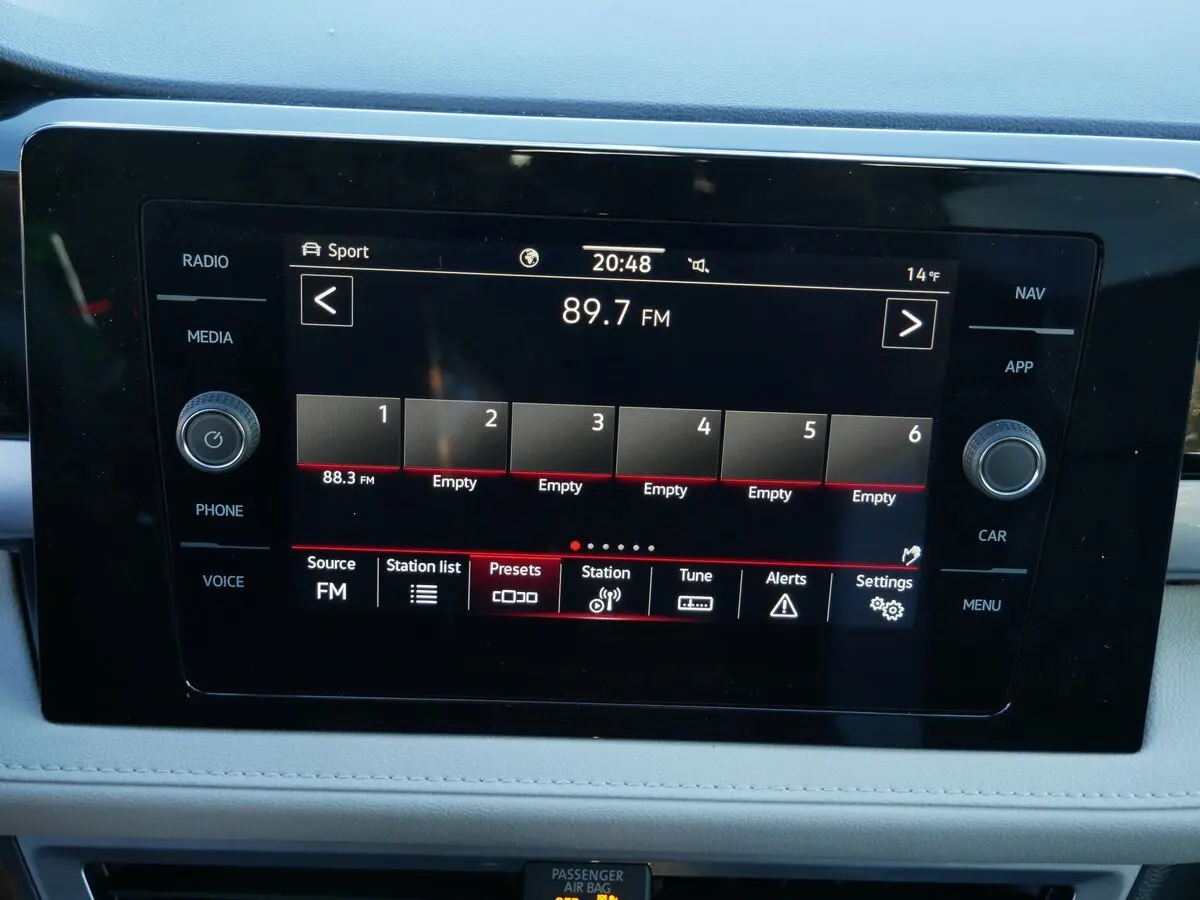 RADIO
MEDIA
PHONE
VOICE
Sport
20:48
14°F
89.7 FM
1
2
3
4
5
6
88.3 FM
Empty
Empty
Empty
Empty
Empty
Source
FM
Station list
Presets
Station
Tune
Alerts
Settings
NAV
APP
CAR
MENU
PASSENGER
AIR BAG